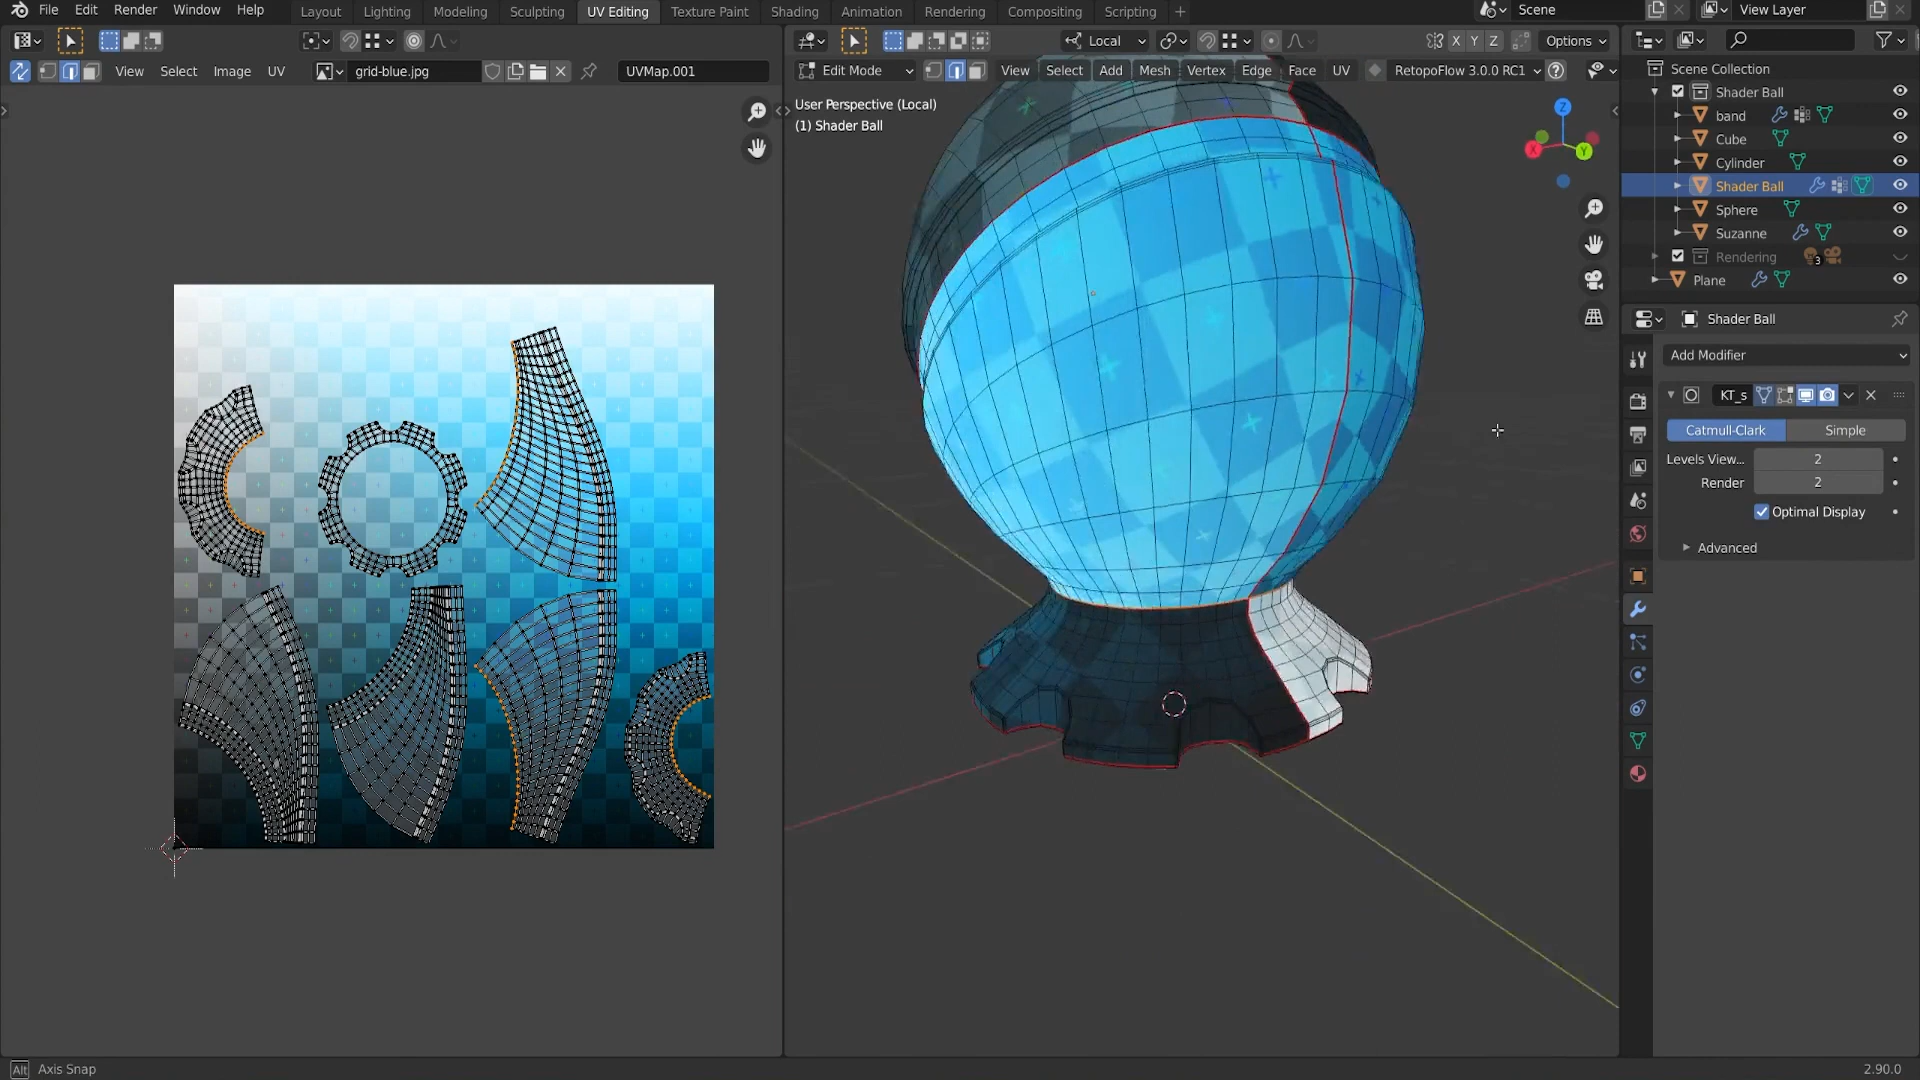 File Edit Render Window Help
Layout Lighting Modeling Sculpting UV Editing Texture Paint Shading Animation Rendering Compositing Scripting +
Scene
View Layer
Local
X Y Z
Options
View Select Image UV
grid-blue.jpg
UVMap.001
Edit Mode
View Select Add Mesh Vertex Edge Face UV
RetopoFlow 3.0.0 RC1
User Perspective (Local)
(1) Shader Ball
Z
X
Y
Scene Collection
Shader Ball
band
Cube
Cylinder
Shader Ball
Sphere
Suzanne
Rendering
3
Plane
Shader Ball
Add Modifier
KT_s
Catmull-Clark
Simple
Levels View... 2
Render 2
Optimal Display
Advanced
Alt Axis Snap
2.90.0